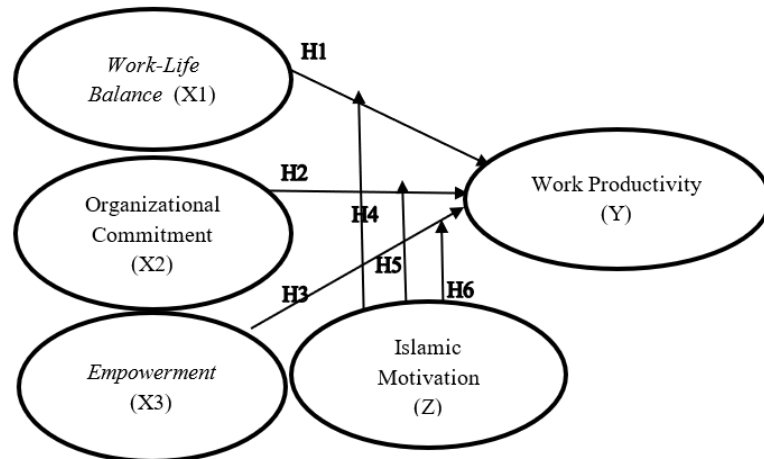 H1
Work-Life
Balance (X1)
H2
Organizational
Commitment
(X2)
H3
Empowerment
(X3)
H4
H5
H6
Work Productivity
(Y)
Islamic
Motivation
(Z)